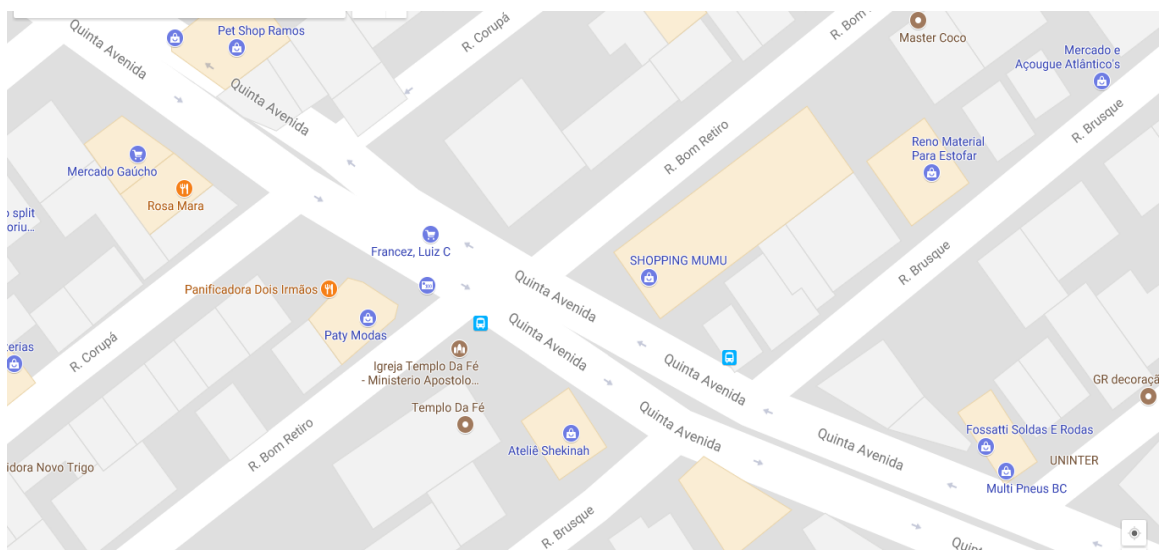 Quinta Avenida
Pet Shop Ramos
R. Corupá
R. Bom Retiro
Master Coco
Mercado e
Açougue Atlântico's
Quinta Avenida
R. Brusque
Mercado Gaúcho
Rosa Mara
R. Bom Retiro
Reno Material
Para Estofar
split
Francez, Luiz C
SHOPPING MUMU
R. Brusque
Panificadora Dois Irmãos
Quinta Avenida
Paty Modas
Quinta Avenida
R. Corupá
terias
Igreja Templo Da Fé
- Ministerio Apostolo...
Quinta Avenida
GR decoraçã
Templo Da Fé
Quinta Avenida
Fossatti Soldas E Rodas
R. Bom Retiro
Ateliê Shekinah
Quinta Avenida
UNINTER
idora Novo Trigo
Multi Pneus BC
R. Brusque
Quin